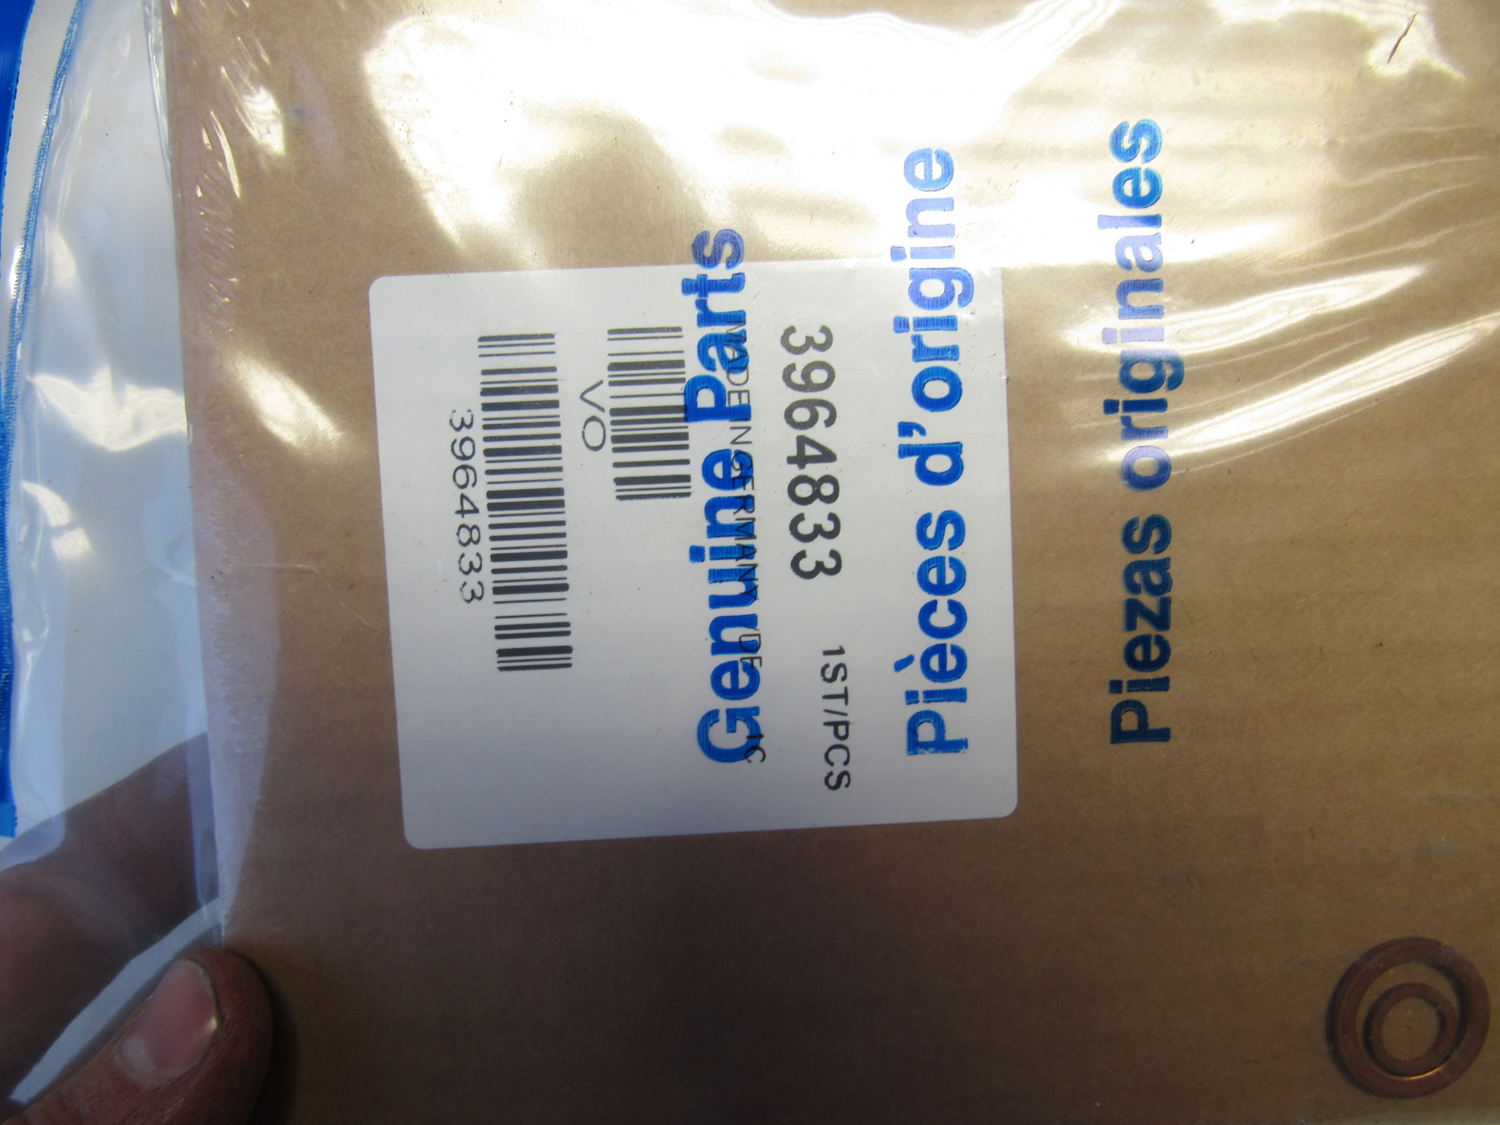 Genuine Parts
Pièces d'origine
Piezas originales
3964833
1ST/PCS
MADE IN GERMANY /DE
VO
3964833